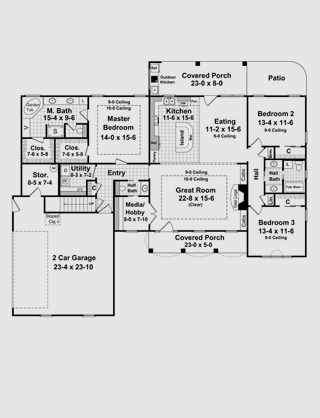 Covered Porch
23-0 x 8-0
Patio
Outdoor
Kitchen
Garden
Tub
M. Bath
15-4 x 9-6
9-0 Ceiling
10-0 Ceiling
Master
Bedroom
14-0 x 15-6
Kitchen
11-6 x 15-6
Island
Eating
11-2 x 15-6
9-0 Ceiling
Bedroom 2
13-4 x 11-6
9-0 Ceiling
S
Clos.
7-6 x 5-8
Clos.
7-6 x 5-8
C
Stor.
8-5 x 7-4
Utility
8-3 x 7-2
D
W
C
Entry
Half
Bath
9-0 Ceiling
10-0 Ceiling
Great Room
22-8 x 15-6
(Clear)
Cabs
Gas Logs
Cabs
Hall
Hall
Bath
L
Lin
C
Media/
Hobby
8-0 x 7-10
Sloped
Clg.
Bedroom 3
13-4 x 11-6
9-0 Ceiling
Covered Porch
23-0 x 5-0
2 Car Garage
23-4 x 23-10